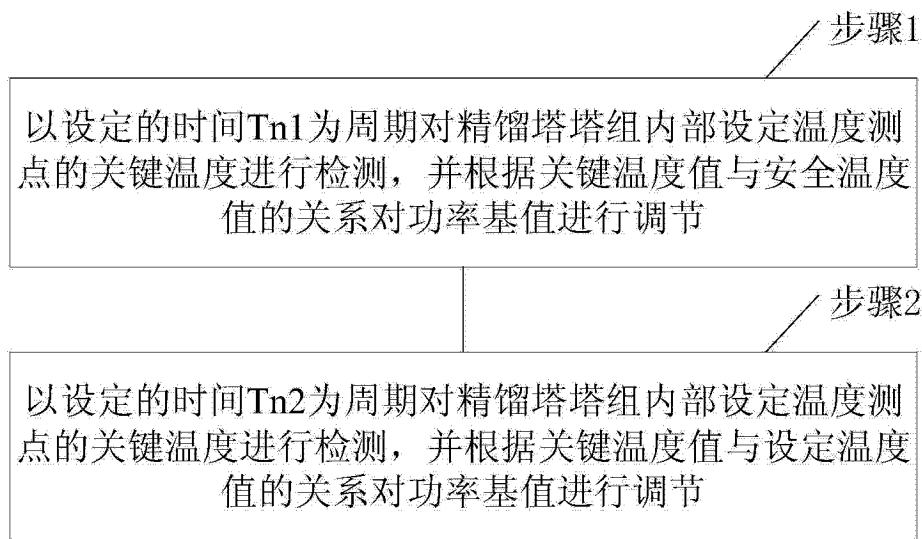 步骤1
以设定的时间Tn1为周期对精馏塔塔组内部设定温度测
点的关键温度进行检测，并根据关键温度值与安全温度
值的关系对功率基值进行调节
步骤2
以设定的时间Tn2为周期对精馏塔塔组内部设定温度测
点的关键温度进行检测，并根据关键温度值与设定温度
值的关系对功率基值进行调节